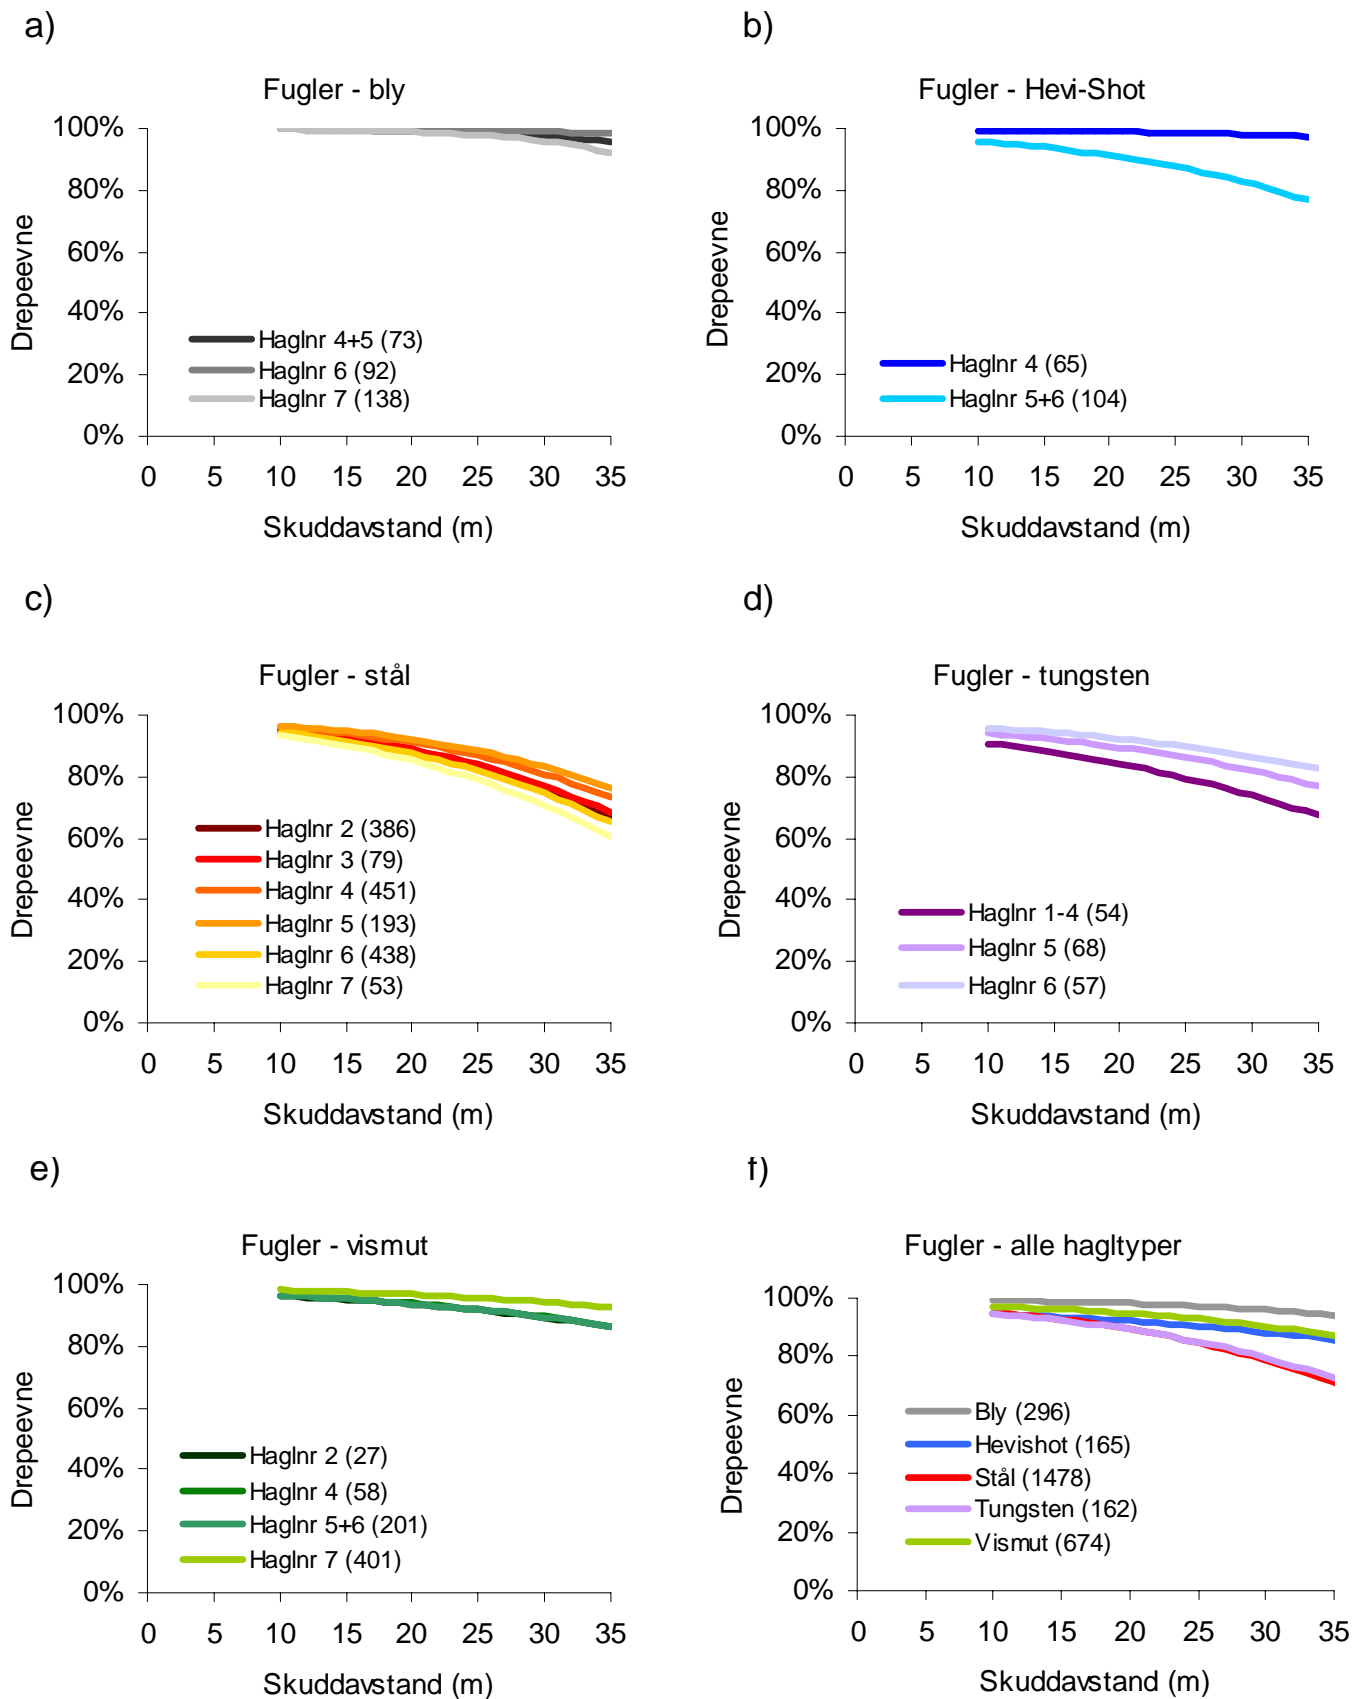 a)
Fugler - bly
100%
80%
60%
40%
20%
0%
Drepeevne
Haglnr 4+5 (73)
Haglnr 6 (92)
Haglnr 7 (138)
0 5 10 15 20 25 30 35
Skuddavstand (m)
b)
Fugler - Hevi-Shot
100%
80%
60%
40%
20%
0%
Drepeevne
Haglnr 4 (65)
Haglnr 5+6 (104)
0 5 10 15 20 25 30 35
Skuddavstand (m)
c)
Fugler - stål
100%
80%
60%
40%
20%
0%
Drepeevne
Haglnr 2 (386)
Haglnr 3 (79)
Haglnr 4 (451)
Haglnr 5 (193)
Haglnr 6 (438)
Haglnr 7 (53)
0 5 10 15 20 25 30 35
Skuddavstand (m)
d)
Fugler - tungsten
100%
80%
60%
40%
20%
0%
Drepeevne
Haglnr 1-4 (54)
Haglnr 5 (68)
Haglnr 6 (57)
0 5 10 15 20 25 30 35
Skuddavstand (m)
e)
Fugler - vismut
100%
80%
60%
40%
20%
0%
Drepeevne
Haglnr 2 (27)
Haglnr 4 (58)
Haglnr 5+6 (201)
Haglnr 7 (401)
0 5 10 15 20 25 30 35
Skuddavstand (m)
f)
Fugler - alle hagltyper
100%
80%
60%
40%
20%
0%
Drepeevne
Bly (296)
Hevishot (165)
Stål (1478)
Tungsten (162)
Vismut (674)
0 5 10 15 20 25 30 35
Skuddavstand (m)